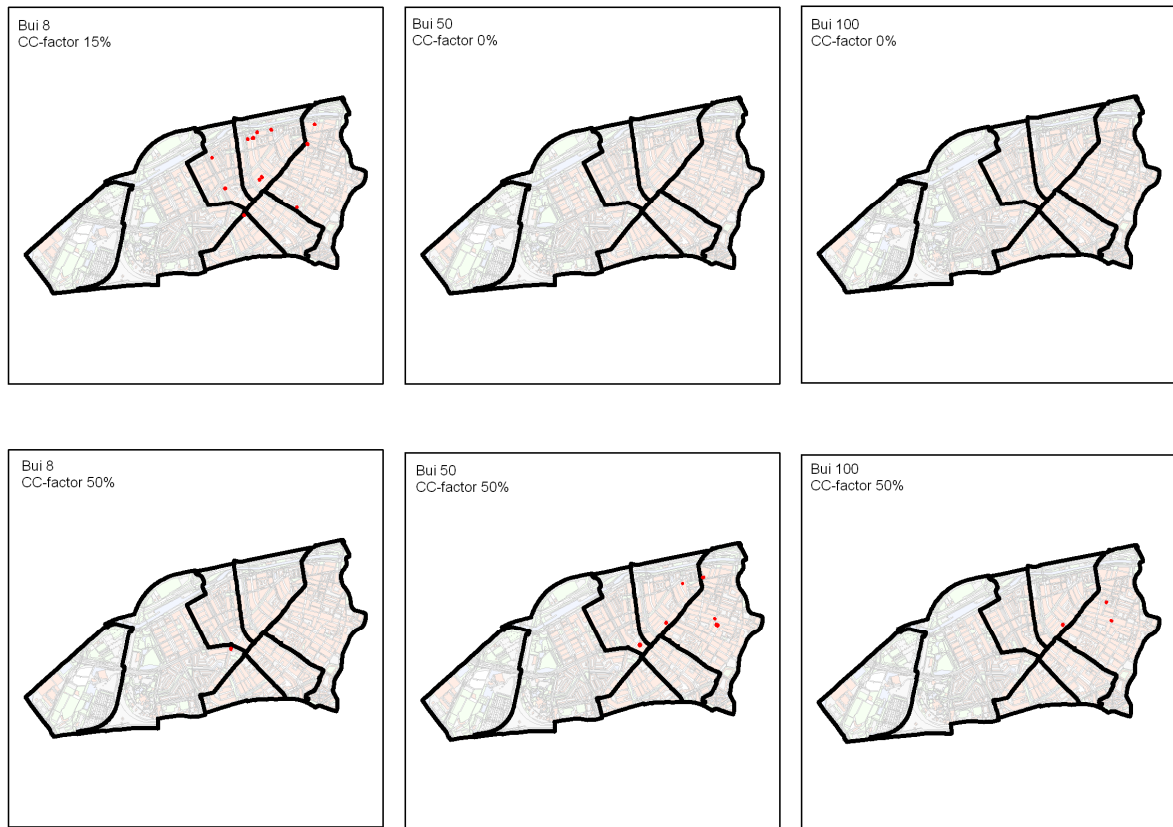 Bui 8
CC-factor 15%
Bui 50
CC-factor 0%
Bui 100
CC-factor 0%
Bui 8
CC-factor 50%
Bui 50
CC-factor 50%
Bui 100
CC-factor 50%